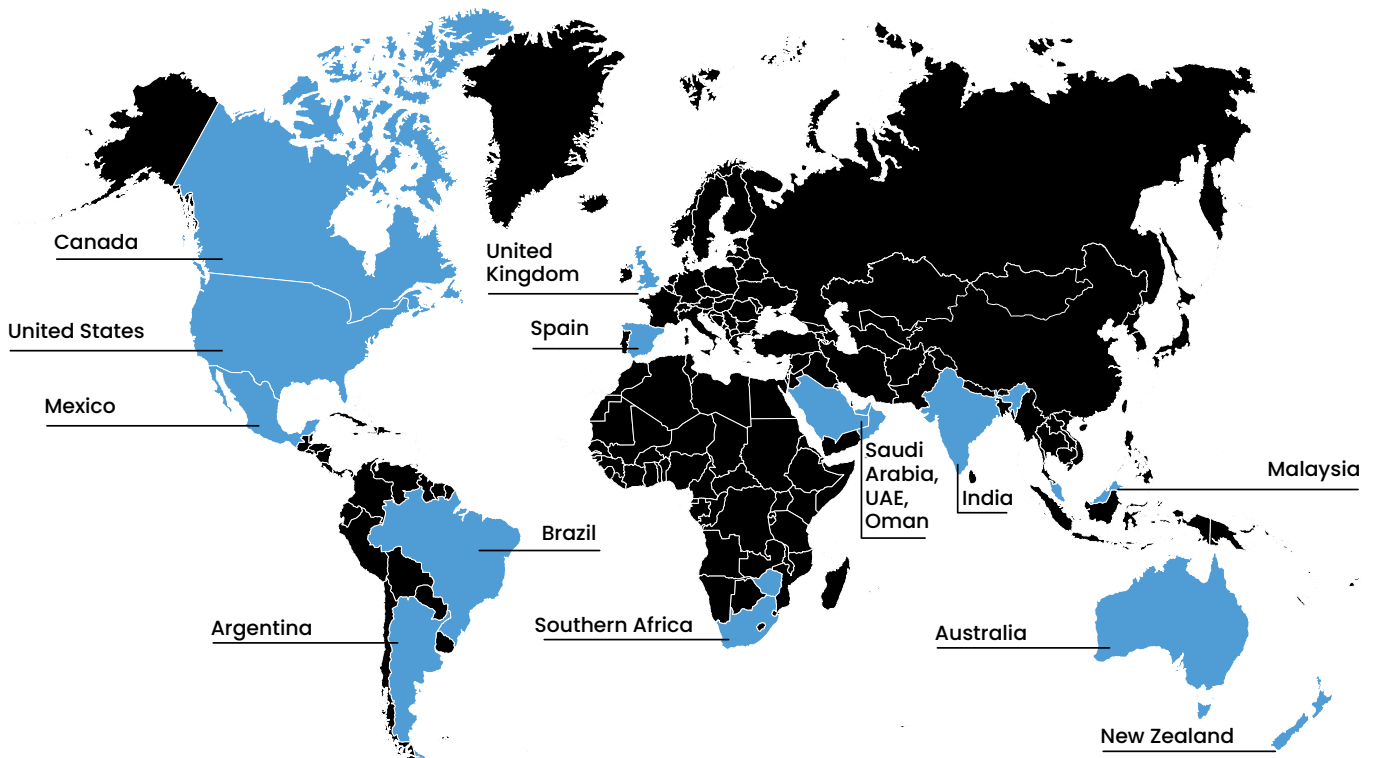 Canada
United
Kingdom
United States
Spain
Mexico
Saudi
Arabia,
UAE,
Oman
India
Malaysia
Brazil
Argentina
Southern Africa
Australia
New Zealand